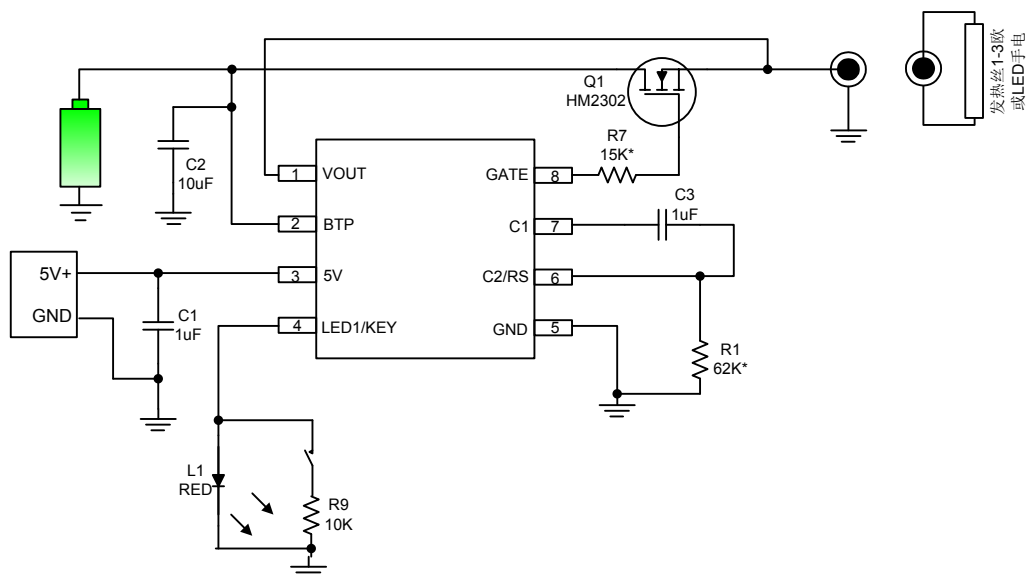 Q1
HM2302
发热丝1-3欧
或LED手电
R7
15K*
C2
10uF
1
VOUT
GATE
8
C3
1uF
2
BTP
C1
7
5V+
3
5V
C2/RS
6
GND
C1
1uF
4
LED1/KEY
GND
5
R1
62K*
L1
RED
R9
10K